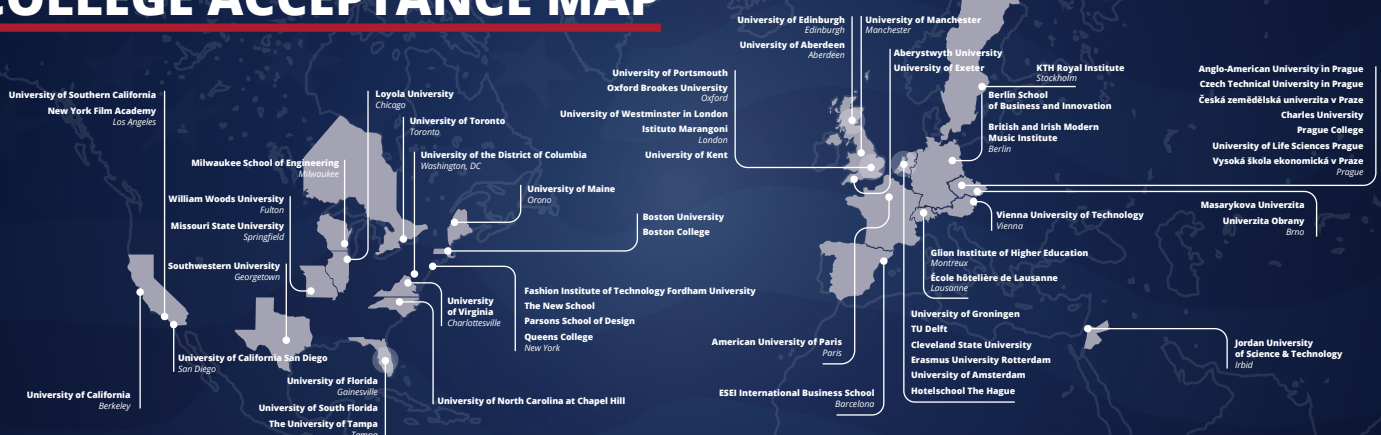 COLLEGE ACCEPTANCE MAP
University of Southern California
New York Film Academy
Los Angeles
Loyola University
Chicago
University of Toronto
Toronto
University of the District of Columbia
Washington, DC
Milwaukee School of Engineering
Milwaukee
William Woods University
Fulton
Missouri State University
Springfield
Southwestern University
Georgetown
University of Maine
Orono
Boston University
Boston College
University
of Virginia
Charlottesville
Fashion Institute of Technology Fordham University
The New School
Parsons School of Design
Queens College
New York
University of California San Diego
San Diego
University of California
Berkeley
University of Florida
Gainesville
University of South Florida
The University of Tampa
Tampa
University of North Carolina at Chapel Hill
University of Edinburgh
Edinburgh
University of Aberdeen
Aberdeen
University of Manchester
Manchester
Aberystwyth University
University of Exeter
University of Portsmouth
Oxford Brookes University
Oxford
University of Westminster in London
Istituto Marangoni
London
University of Kent
KTH Royal Institute
Stockholm
Berlin School
of Business and Innovation
British and Irish Modern
Music Institute
Berlin
Anglo-American University in Prague
Czech Technical University in Prague
Česká zemědělská univerzita v Praze
Charles University
Prague College
University of Life Sciences Prague
Vysoká škola ekonomická v Praze
Prague
Masarykova Univerzita
Univerzita Obrany
Brno
Vienna University of Technology
Vienna
Glion Institute of Higher Education
Montreux
École hôtelière de Lausanne
Lausanne
University of Groningen
TU Delft
Cleveland State University
Erasmus University Rotterdam
University of Amsterdam
Hotelschool The Hague
American University of Paris
Paris
ESEI International Business School
Barcelona
Jordan University
of Science & Technology
Irbid